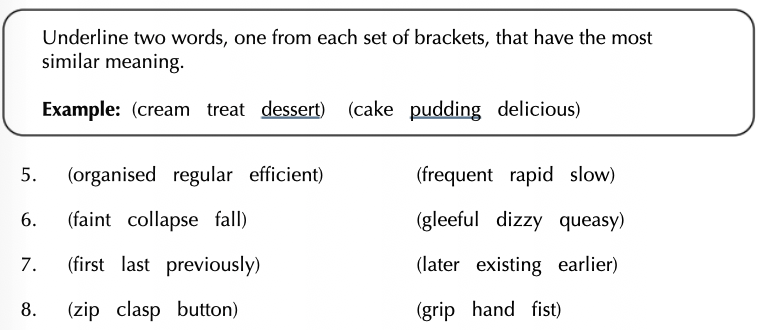 Underline two words, one from each set of brackets, that have the most
similar meaning.
Example: (cream treat dessert) (cake pudding delicious)
5. (organised regular efficient) (frequent rapid slow)
6. (faint collapse fall) (gleeful dizzy queasy)
7. (first last previously) (later existing earlier)
8. (zip clasp button) (grip hand fist)